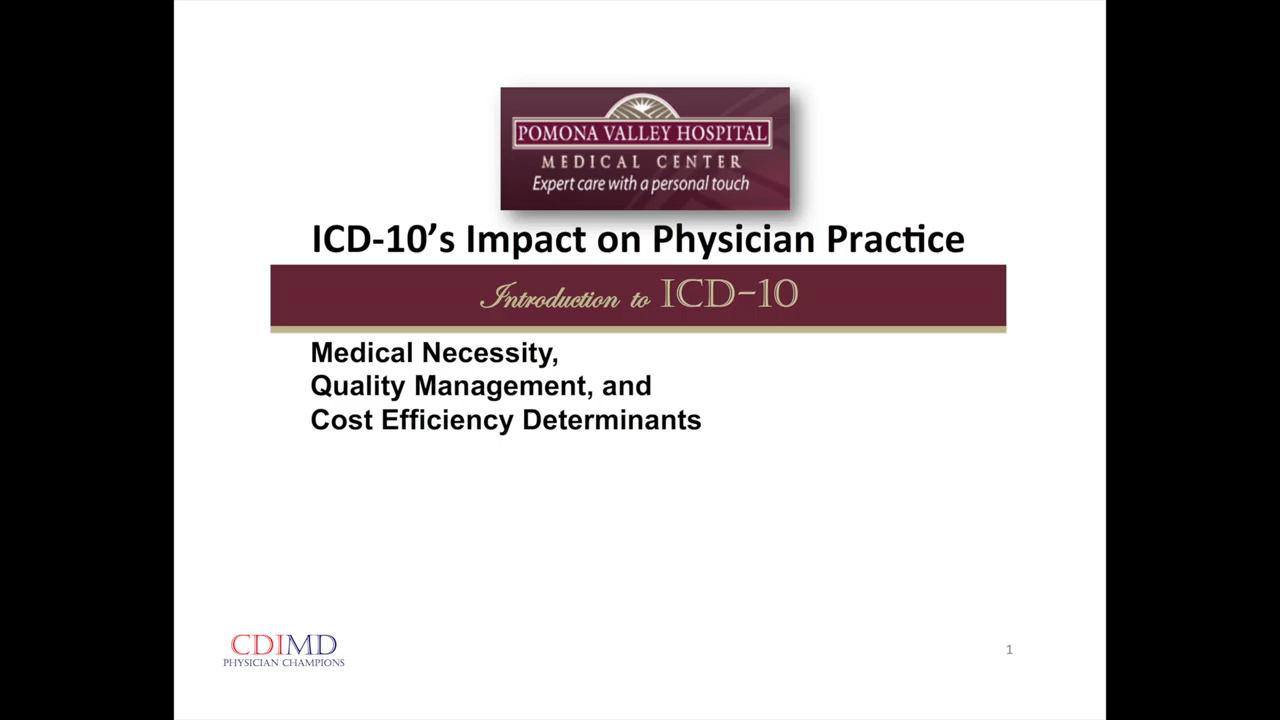 POMONA VALLEY HOSPITAL
MEDICAL CENTER
Expert care with a personal touch
ICD-10’s Impact on Physician Practice
Introduction to ICD-10
Medical Necessity,
Quality Management, and
Cost Efficiency Determinants
CDIMD
PHYSICIAN CHAMPIONS
1